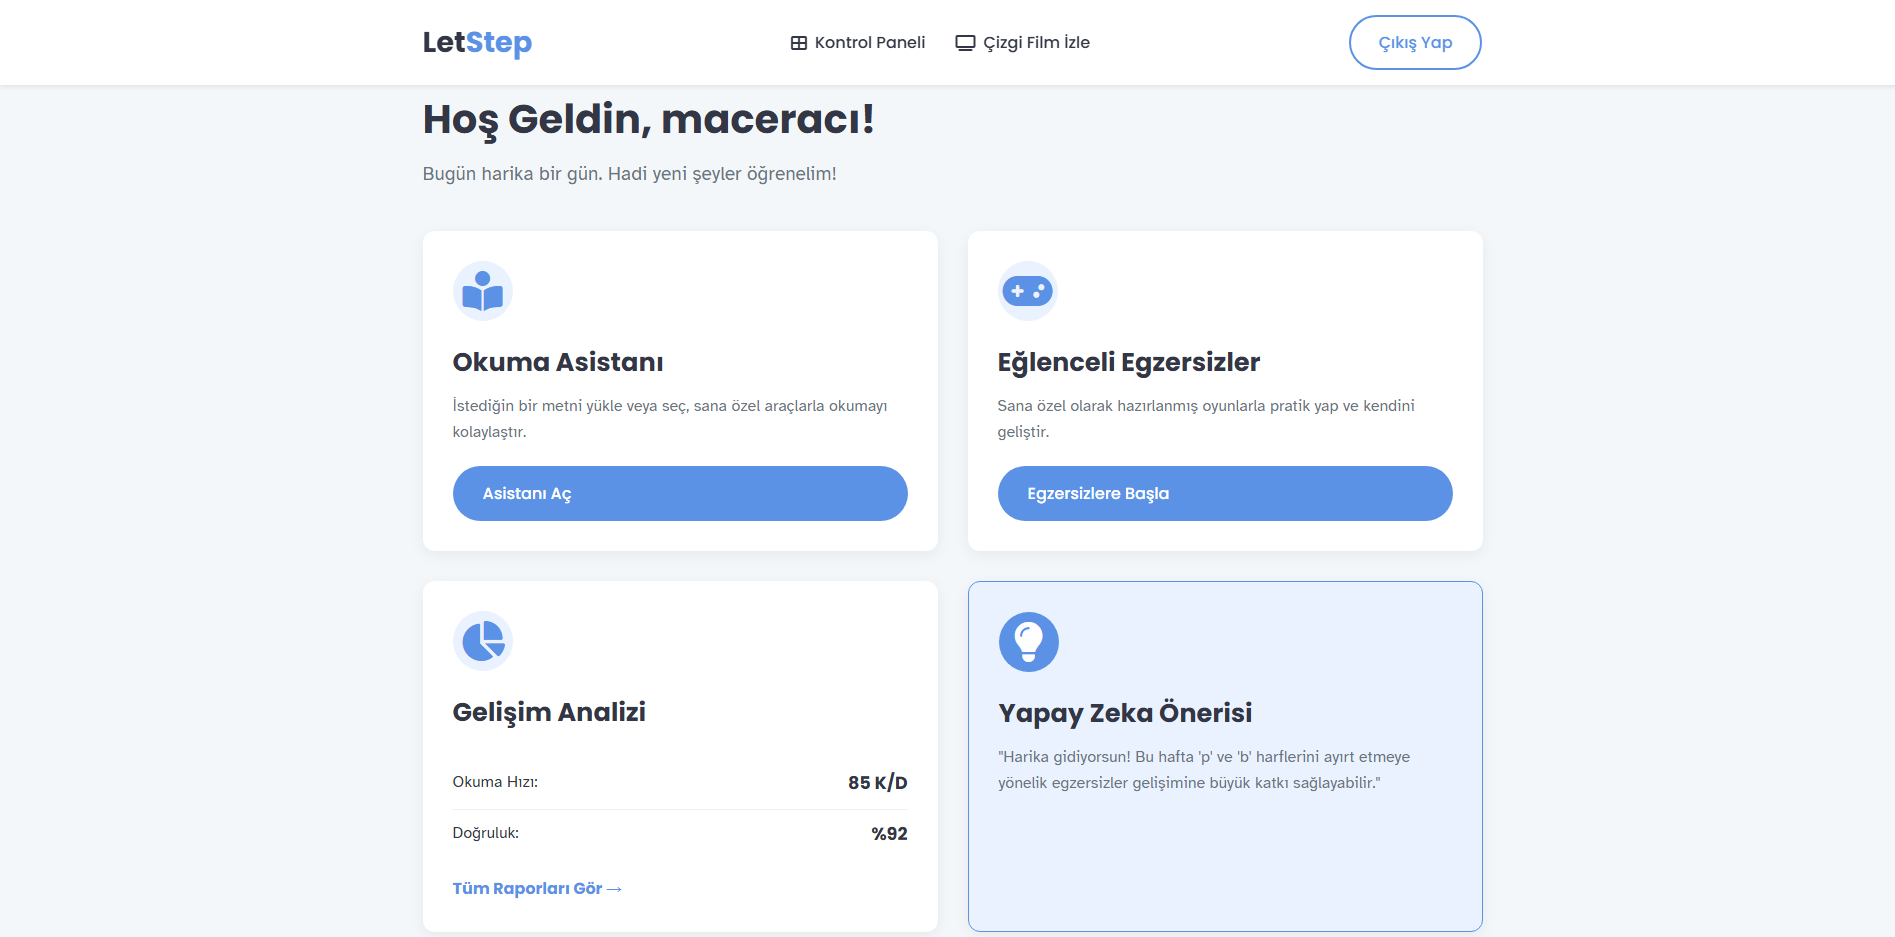 LetStep
Kontrol Paneli
Çizgi Film İzle
Çıkış Yap
Hoş Geldin, maceracı!
Bugün harika bir gün. Hadi yeni şeyler öğrenelim!
Okuma Asistanı
İstediğin bir metni yükle veya seç, sana özel araçlarla okumayı
kolaylaştır.
Asistanı Aç
Eğlenceli Egzersizler
Sana özel olarak hazırlanmış oyunlarla pratik yap ve kendini
geliştir.
Egzersizlere Başla
Gelişim Analizi
Okuma Hızı: 85 K/D
Doğruluk: %92
Tüm Raporları Gör →
Yapay Zeka Önerisi
"Harika gidiyorsun! Bu hafta 'p' ve 'b' harflerini ayırt etmeye
yönelik egzersizler gelişimine büyük katkı sağlayabilir."